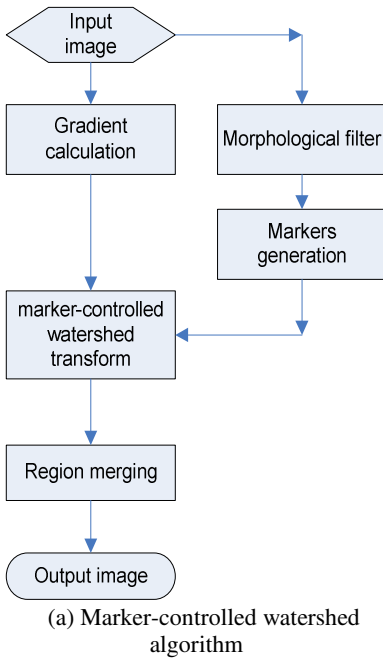 Input
image
Gradient
calculation
Morphological filter
Markers
generation
marker-controlled
watershed
transform
Region merging
Output image
(a) Marker-controlled watershed
algorithm